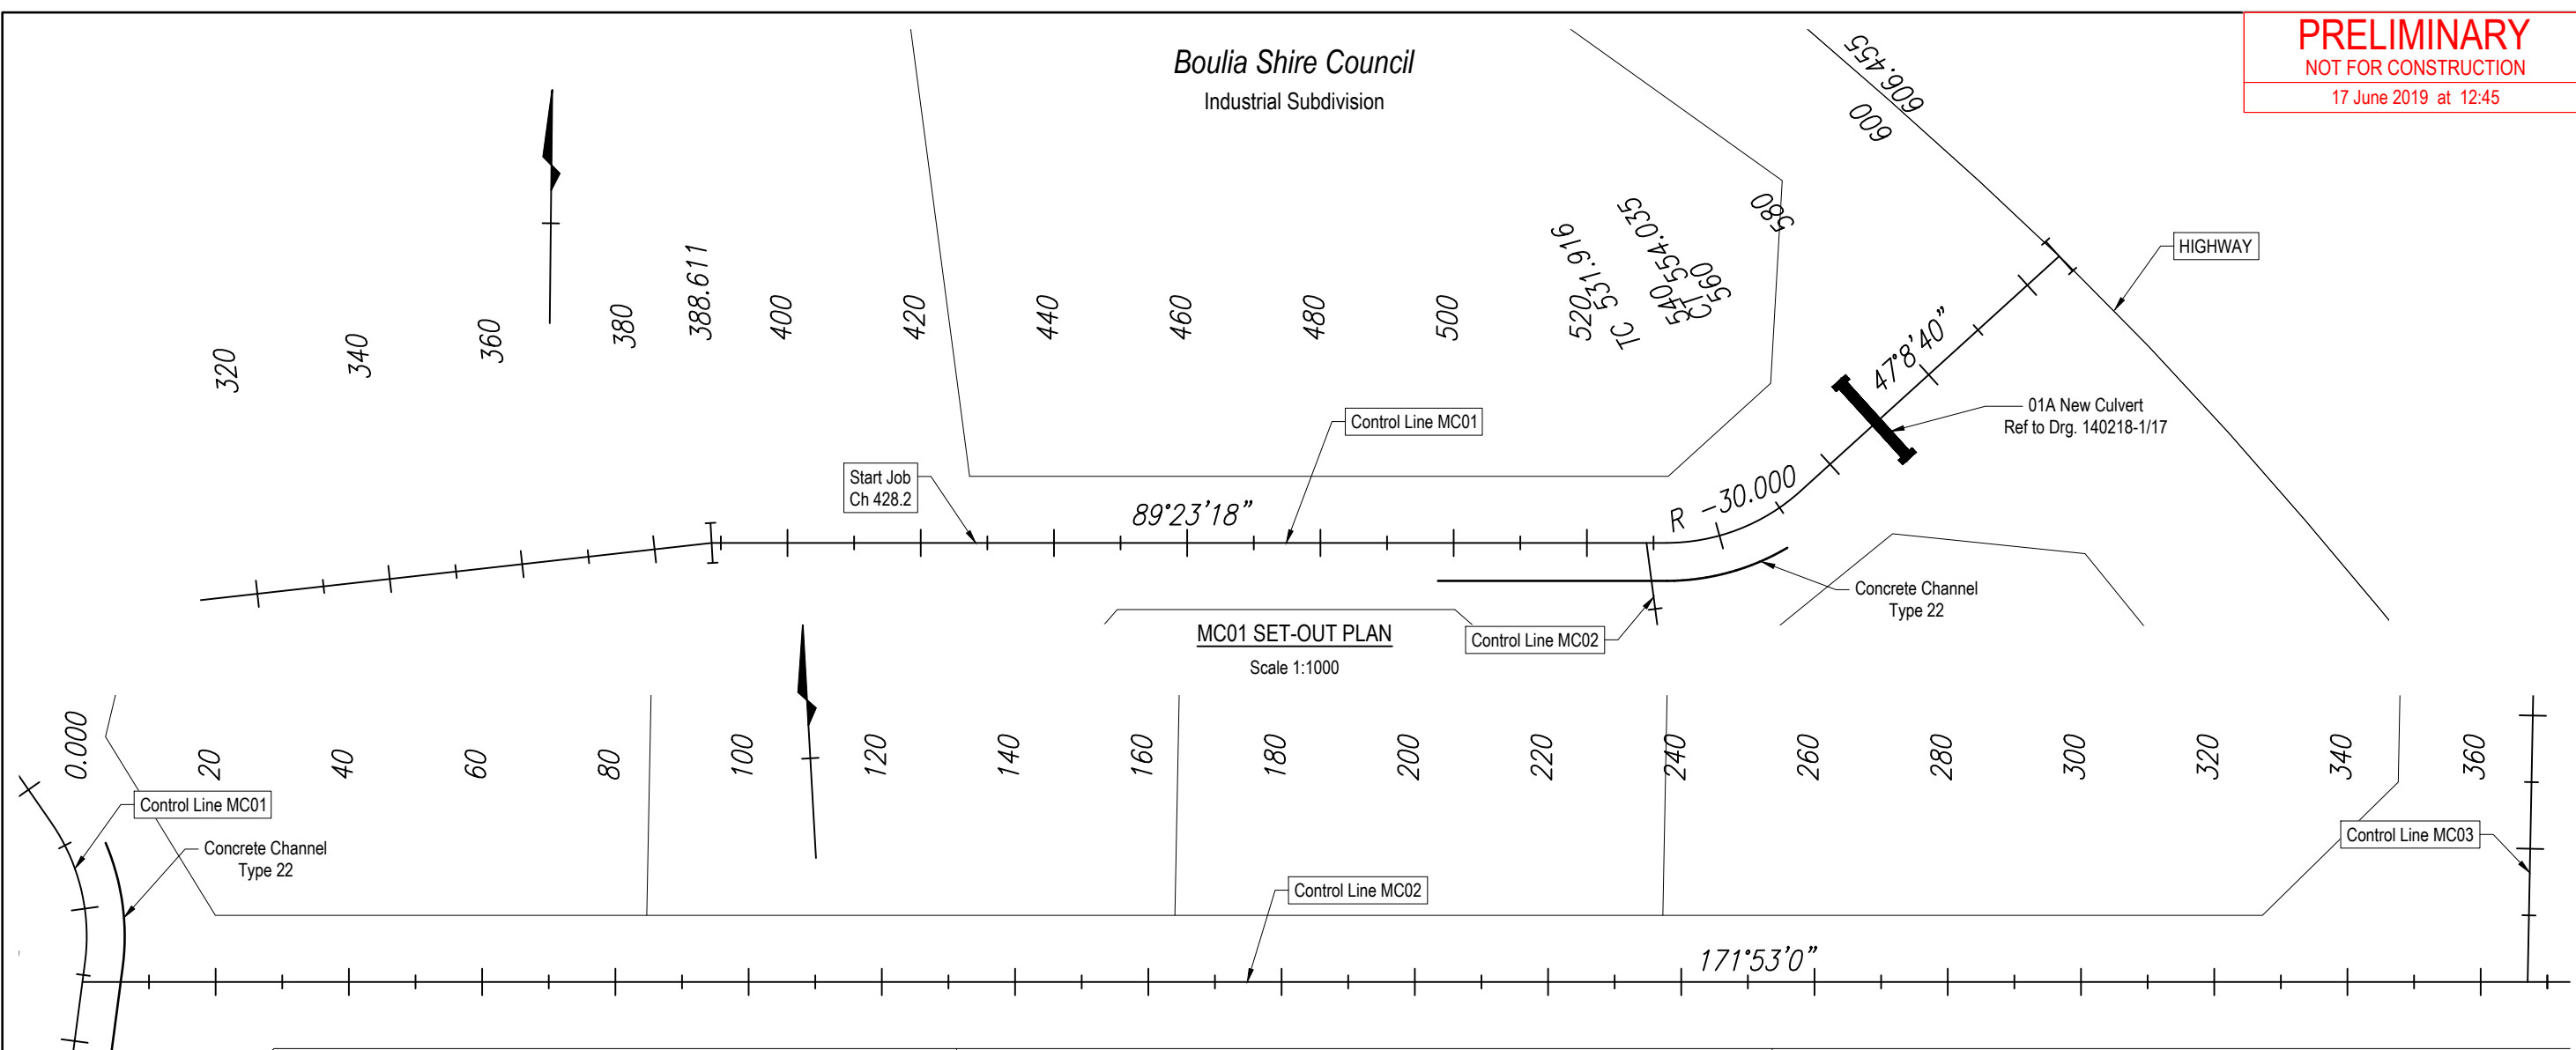 PRELIMINARY
NOT FOR CONSTRUCTION
17 June 2019 at 12:45
Boulia Shire Council
Industrial Subdivision
320
340
360
380
388.611
400
420
440
460
480
500
520
TC 531.916
540
CT 554.035
560
580
600
606.455
HIGHWAY
47°8'40"
01A New Culvert
Ref to Drg. 140218-1/17
Control Line MC01
Start Job
Ch 428.2
89°23'18"
R -30.000
Concrete Channel
Type 22
MC01 SET-OUT PLAN
Scale 1:1000
Control Line MC02
0.000
20
40
60
80
100
120
140
160
180
200
220
240
260
280
300
320
340
360
Control Line MC01
Concrete Channel
Type 22
Control Line MC03
Control Line MC02
171°53'0"